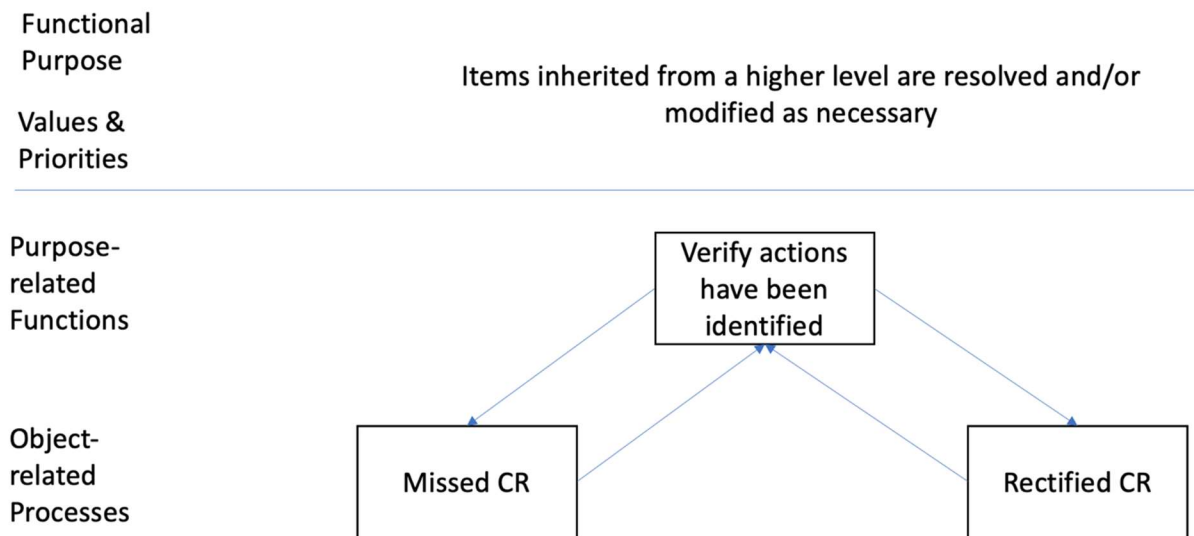 Functional
Purpose
Items inherited from a higher level are resolved and/or
modified as necessary
Values &
Priorities
Purpose-
related
Functions
Verify actions
have been
identified
Object-
related
Processes
Missed CR
Rectified CR